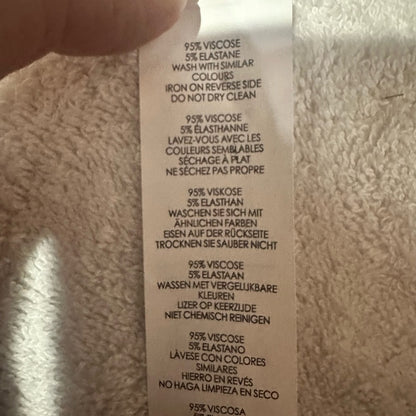 95% VISCOSE
5% ELASTANE
WASH WITH SIMILAR
COLOURS
IRON ON REVERSE SIDE
DO NOT DRY CLEAN
95% VISCOSE
5% ÉLASTHANNE
LAVEZ-VOUS AVEC LES
COULEURS SEMBLABLES
SÉCHAGE À PLAT
NE SÉCHEZ PAS PROPRE
95% VISKOSE
5% ELASTHAN
WASCHEN SIE SICH MIT
ÄHNLICHEN FARBEN
EISEN AUF DER RÜCKSEITE
TROCKNEN SIE SAUBER NICHT
95% VISCOSE
5% ELASTAAN
WASSEN MET VERGELIJKBARE
KLEUREN
IJZER OP KEERZIJDE
NIET CHEMISCH REINIGEN
95% VISCOSE
5% ELASTANO
LÀVESE CON COLORES
SIMILARES
HIERRO EN REVÉS
NO HAGA LIMPIEZA EN SECO
95% VISCOSA